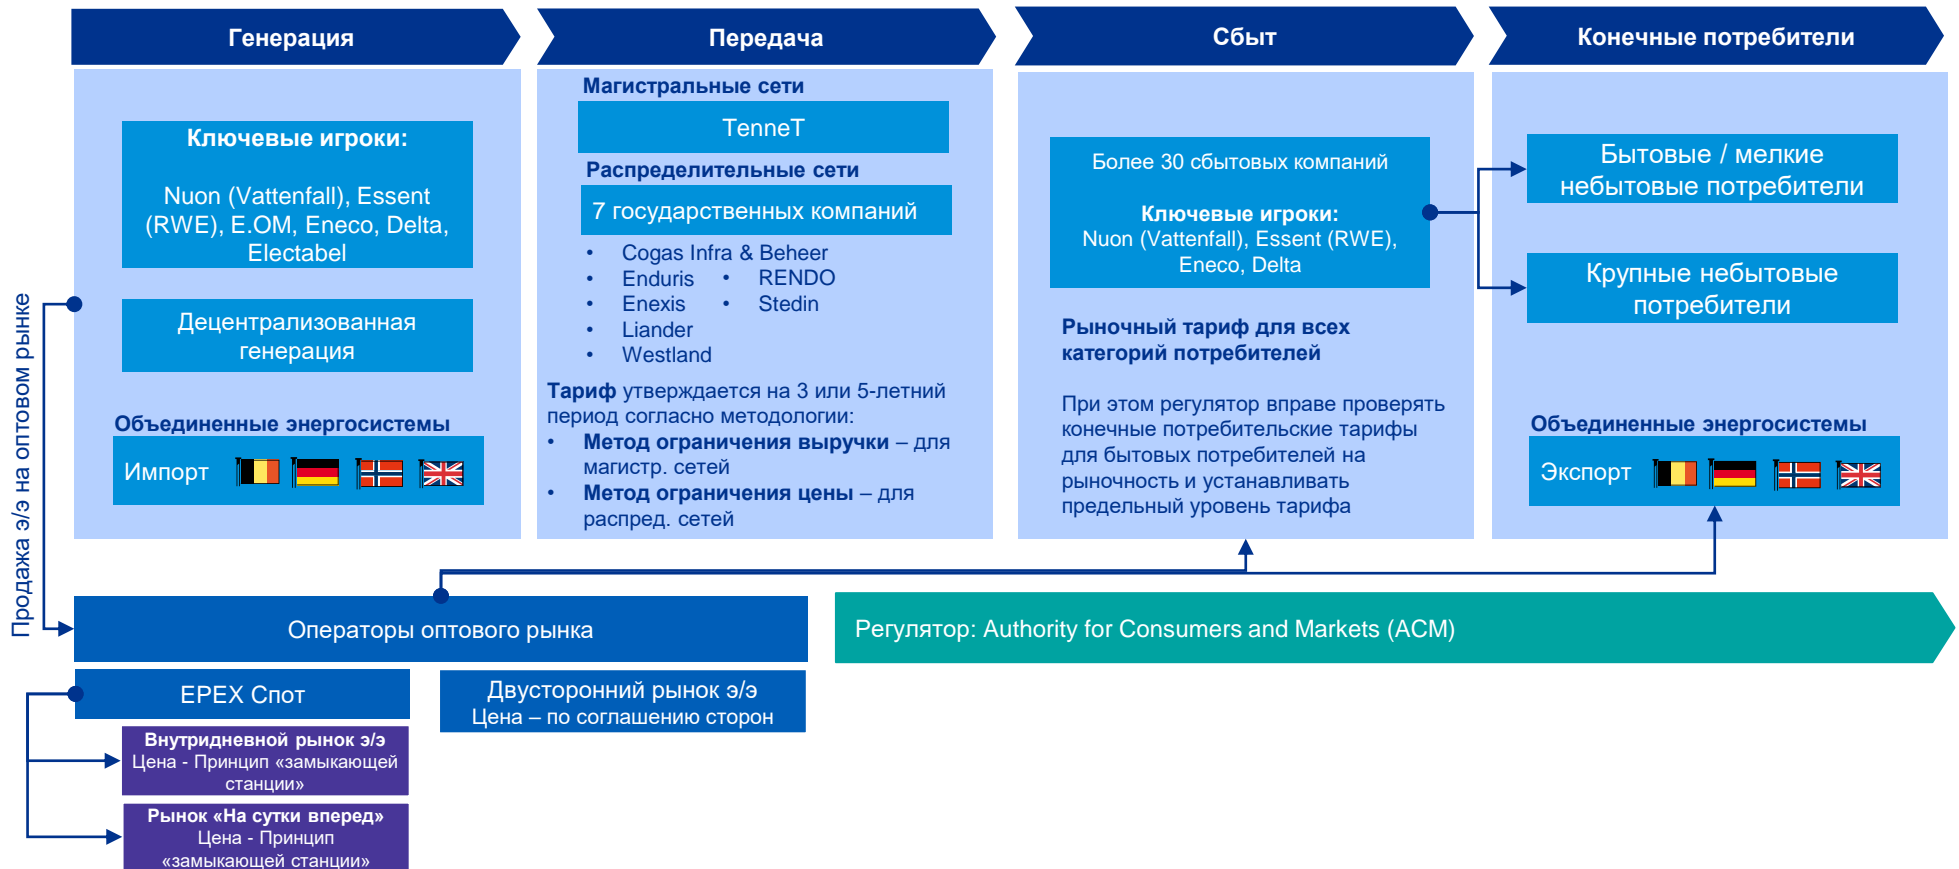 Генерация
Передача
Сбыт
Конечные потребители
Продажа э/э на оптовом рынке
Ключевые игроки:
Nuon (Vattenfall), Essent
(RWE), E.OM, Eneco, Delta,
Electabel
Децентрализованная
генерация
Объединенные энергосистемы
Импорт
Магистральные сети
TenneT
Распределительные сети
7 государственных компаний
• Cogas Infra & Beheer
• Enduris • RENDO
• Enexis • Stedin
• Liander
• Westland
Тариф утверждается на 3 или 5-летний
период согласно методологии:
• Метод ограничения выручки – для
магистр. сетей
• Метод ограничения цены – для
распред. сетей
Более 30 сбытовых компаний
Ключевые игроки:
Nuon (Vattenfall), Essent (RWE),
Eneco, Delta
Рыночный тариф для всех
категорий потребителей
При этом регулятор вправе проверять
конечные потребительские тарифы
для бытовых потребителей на
рыночность и устанавливать
предельный уровень тарифа
Бытовые / мелкие
небытовые потребители
Крупные небытовые
потребители
Объединенные энергосистемы
Экспорт
Операторы оптового рынка
Регулятор: Authority for Consumers and Markets (ACM)
EPEX Спот
Двусторонний рынок э/э
Цена – по соглашению сторон
Внутридневной рынок э/э
Цена - Принцип «замыкающей
станции»
Рынок «На сутки вперед»
Цена - Принцип
«замыкающей станции»